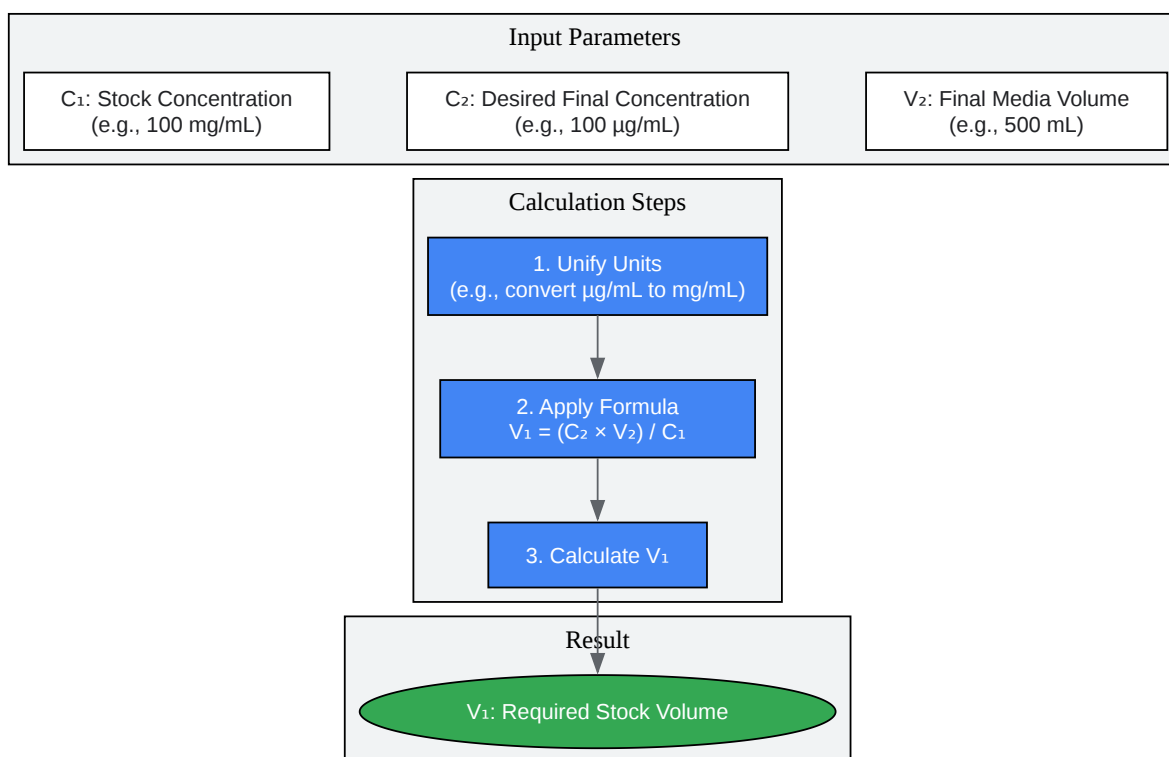 Input Parameters
C₁: Stock Concentration
(e.g., 100 mg/mL)
C₂: Desired Final Concentration
(e.g., 100 µg/mL)
V₂: Final Media Volume
(e.g., 500 mL)
Calculation Steps
1. Unify Units
(e.g., convert µg/mL to mg/mL)
2. Apply Formula
V₁ = (C₂ × V₂) / C₁
3. Calculate V₁
Result
V₁: Required Stock Volume